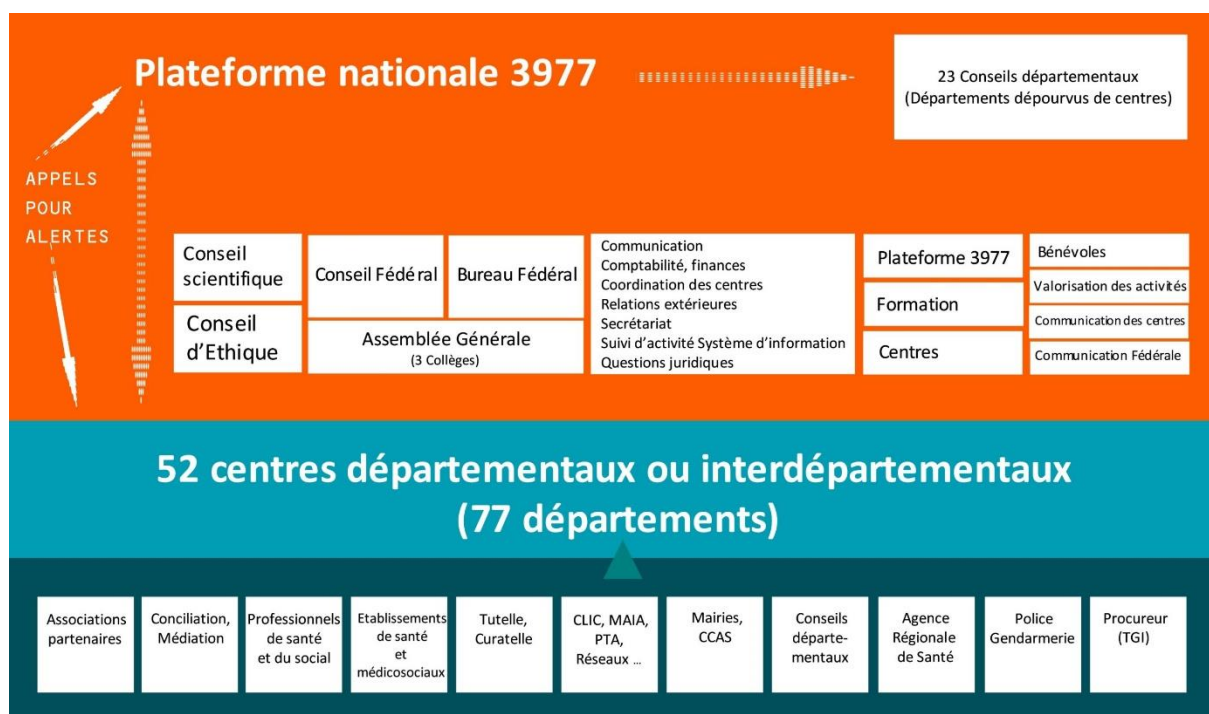 Plateforme nationale 3977
23 Conseils départementaux
(Départements dépourvus de centres)
APPELS
POUR
ALERTES
Conseil
scientifique
Conseil
d’Ethique
Conseil Fédéral
Bureau Fédéral
Assemblée Générale
(3 Collèges)
Communication
Comptabilité, finances
Coordination des centres
Relations extérieures
Secrétariat
Suivi d’activité Système d’information
Questions juridiques
Plateforme 3977
Formation
Centres
Bénévoles
Valorisation des activités
Communication des centres
Communication Fédérale
52 centres départementaux ou interdépartementaux
(77 départements)
Associations
partenaires
Conciliation,
Médiation
Professionnels
de santé
et du social
Etablissements
de santé
et
médicosociaux
Tutelle,
Curatelle
CLIC, MAIA,
PTA,
Réseaux ...
Mairies,
CCAS
Conseils
départe-
mentaux
Agence
Régionale
de Santé
Police
Gendarmerie
Procureur
(TGI)